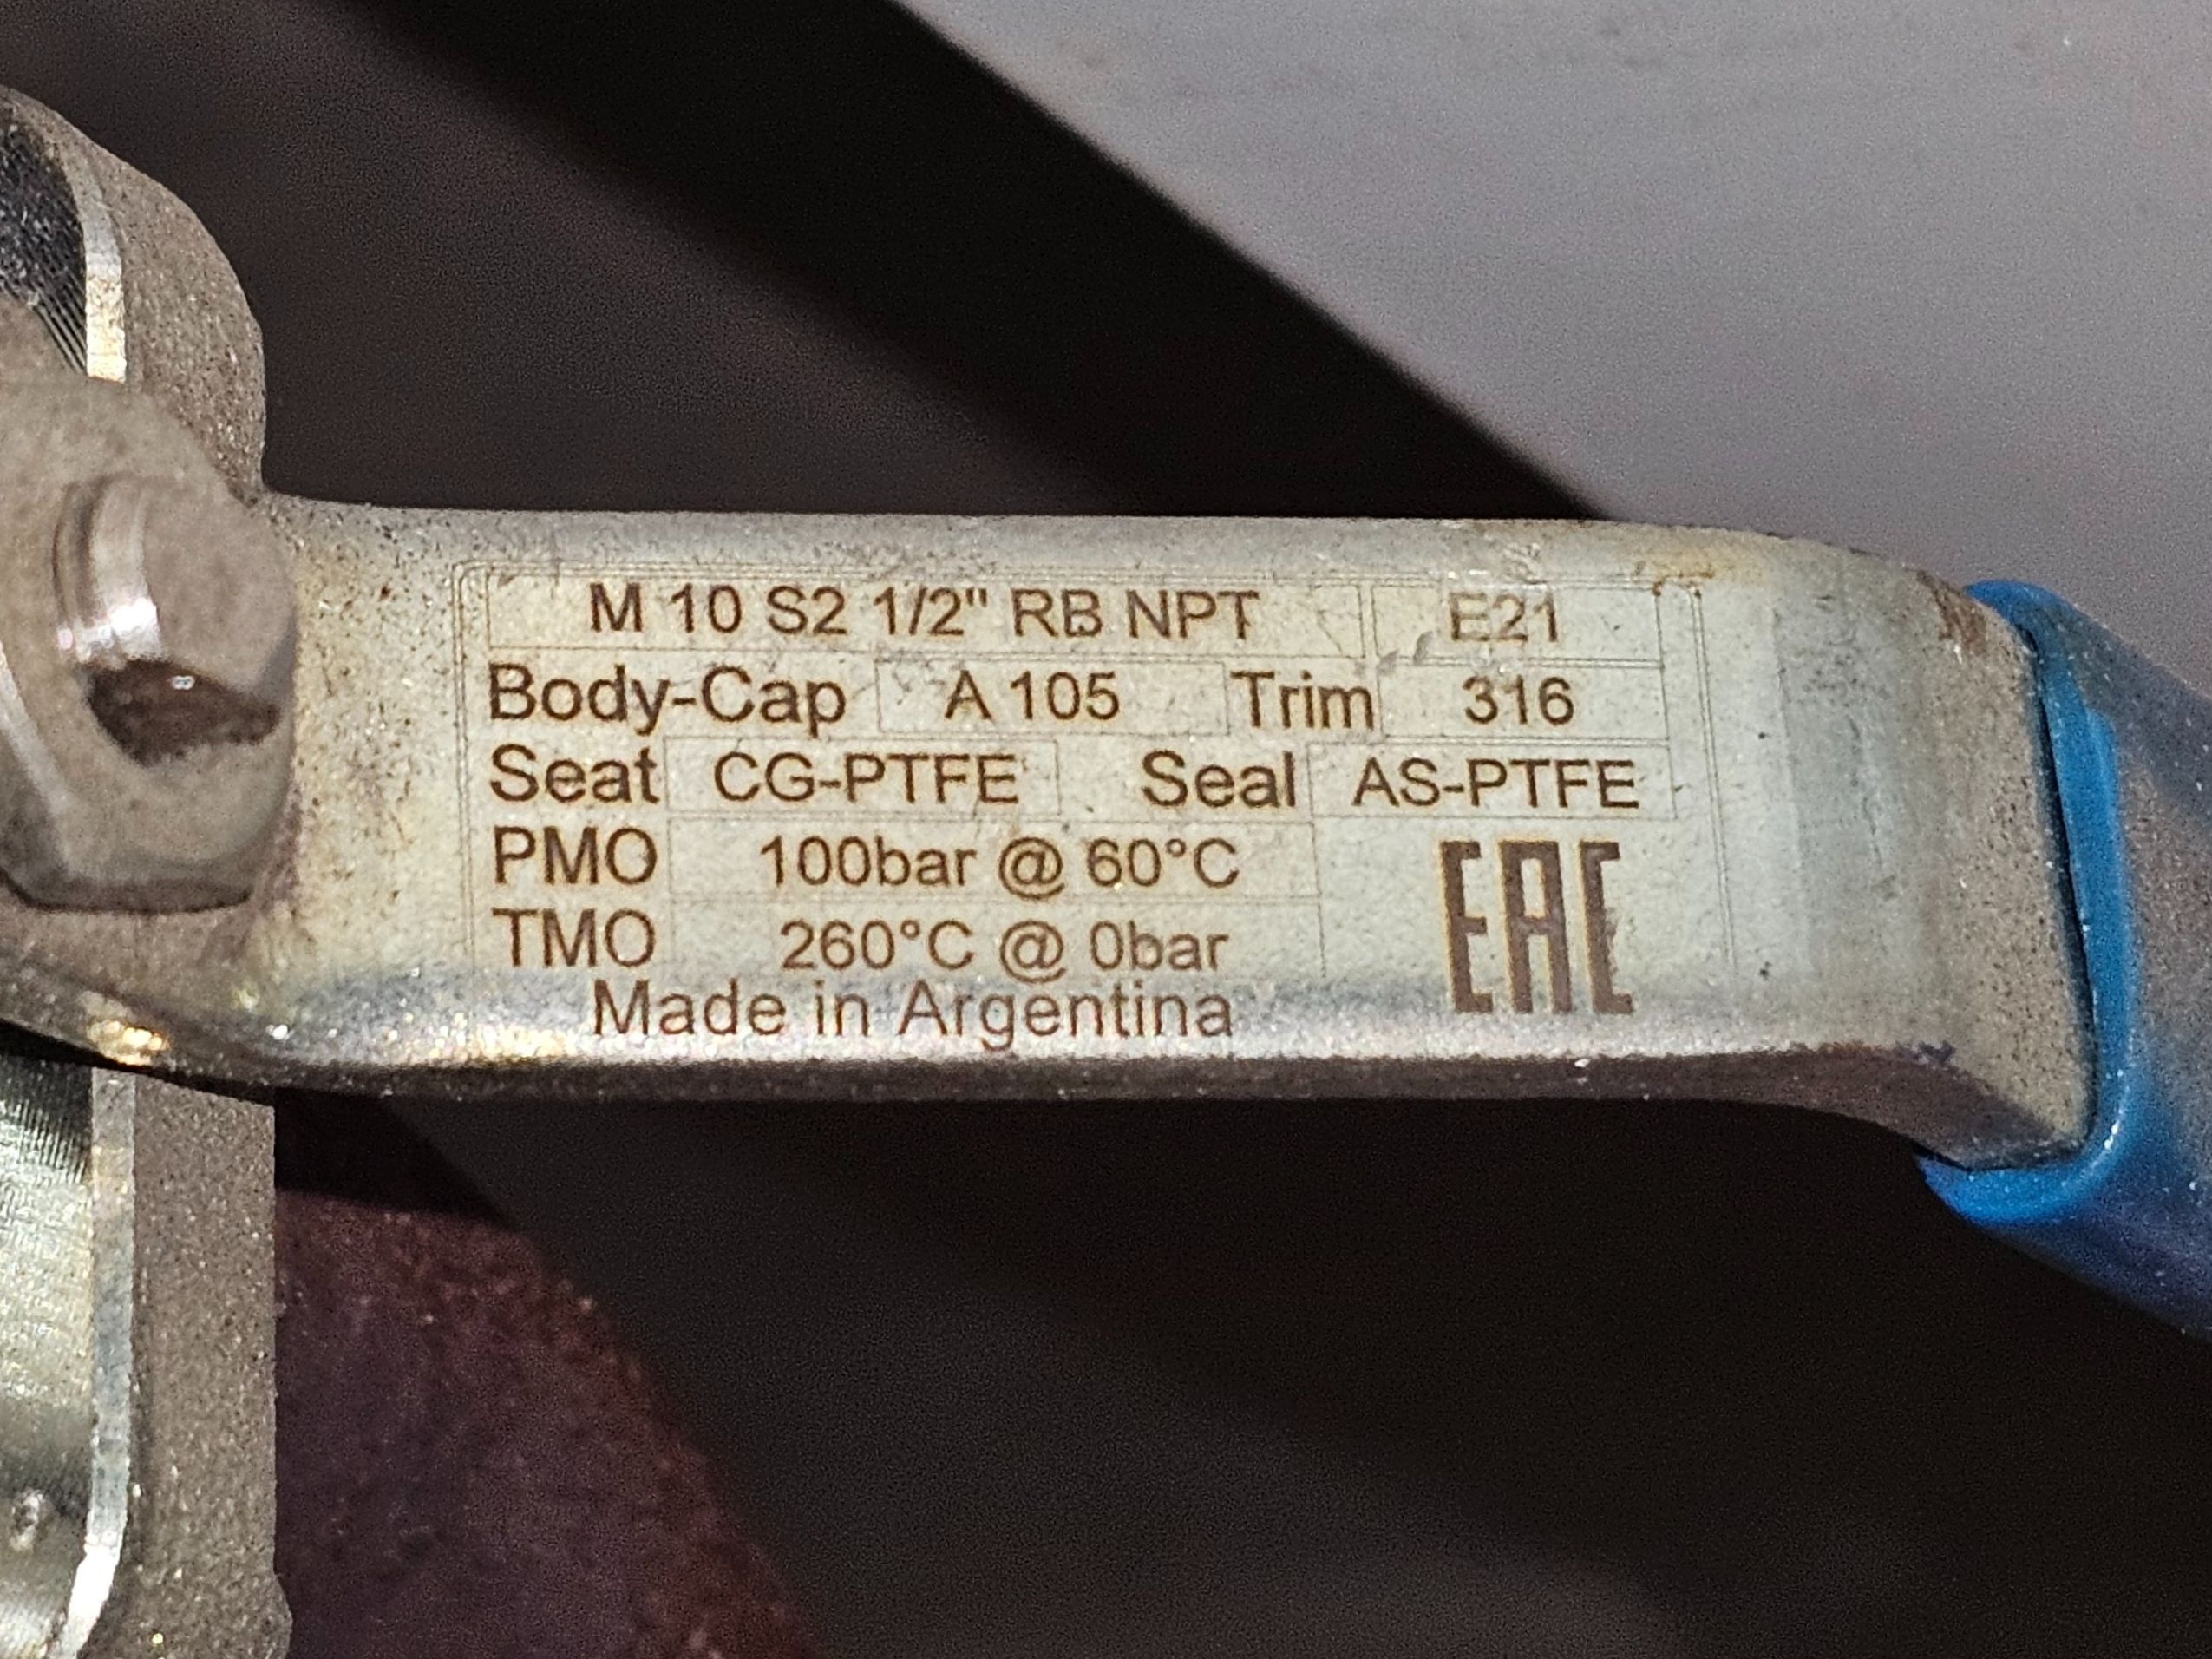 M 10 S2 1/2" RB NPT E21
Body-Cap A 105 Trim 316
Seat CG-PTFE Seal AS-PTFE
PMO 100bar @ 60°C
TMO 260°C @ 0bar
EAC
Made in Argentina